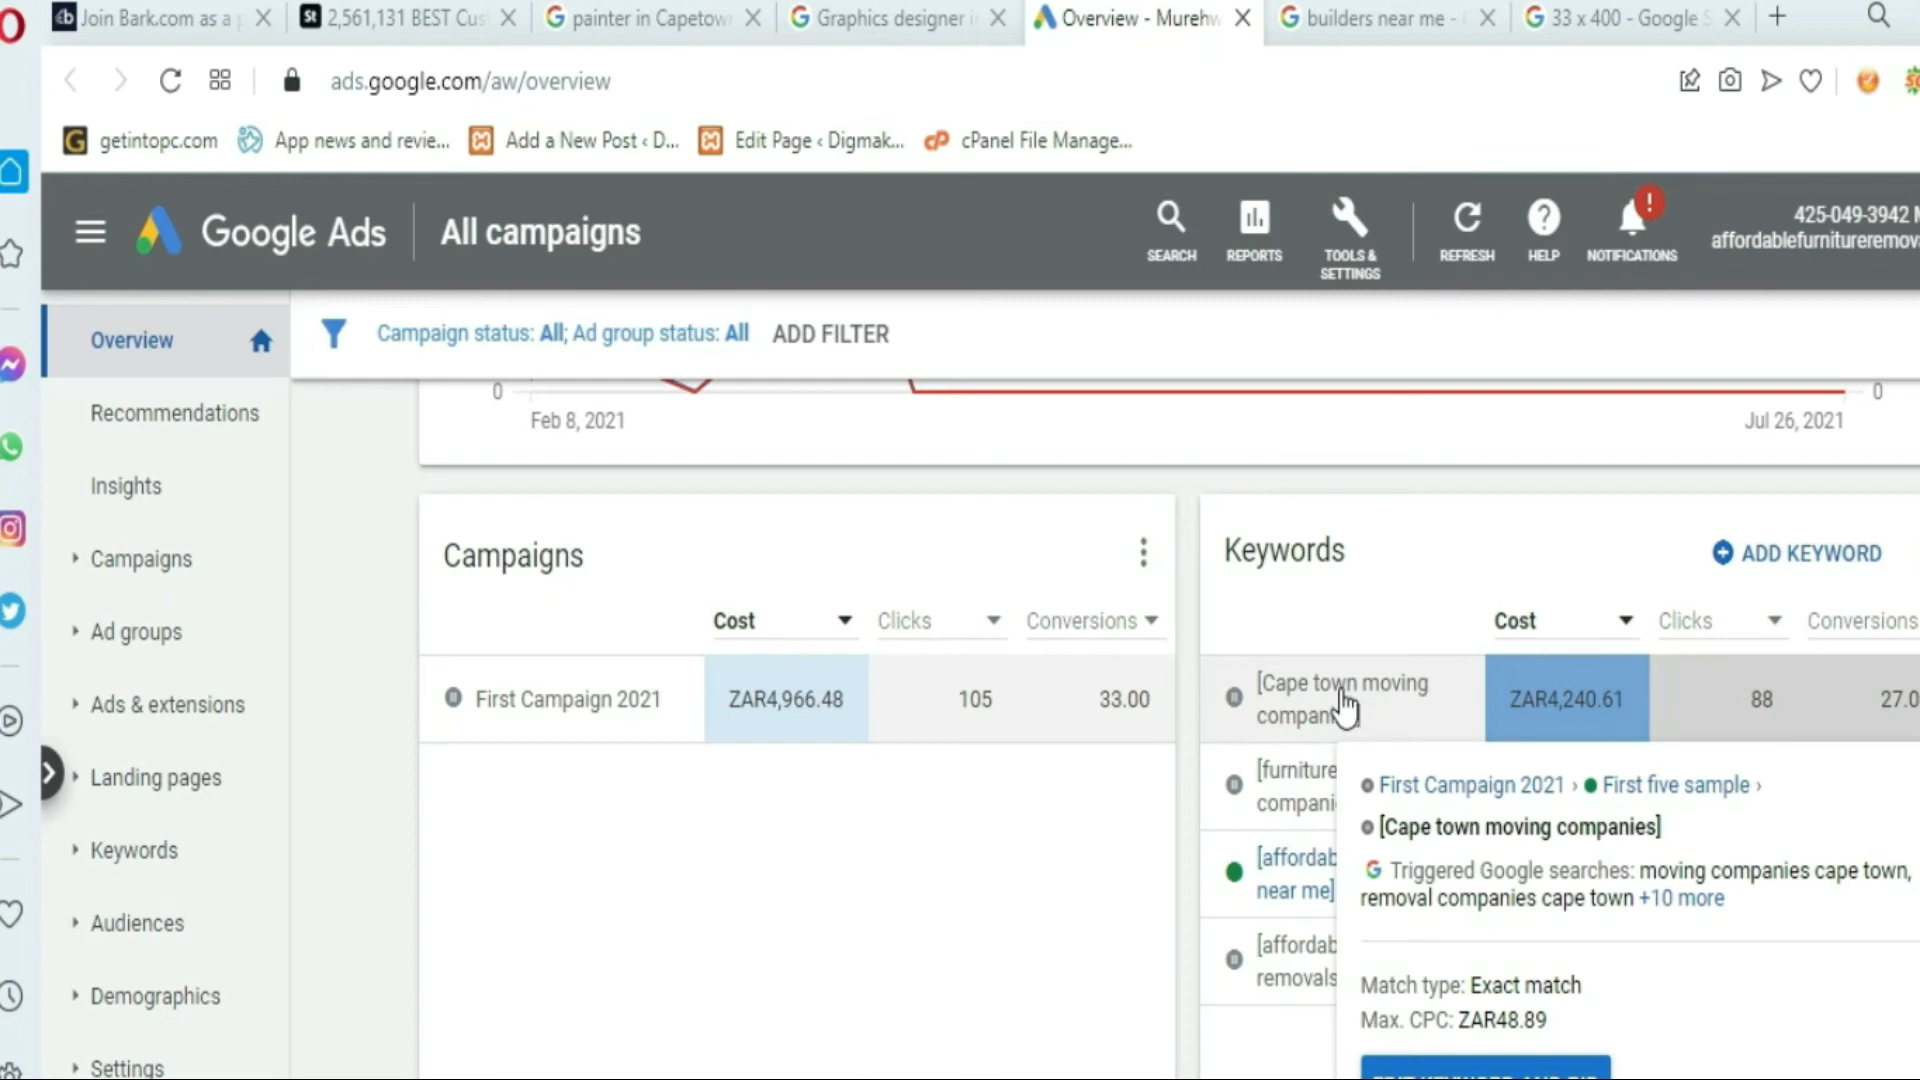 Join Bark.com as a p
2,561,131 BEST Cus
painter in Capetown
Graphics designer i
Overview - Murehw
builders near me -
33 x 400 - Google S
ads.google.com/aw/overview
getintopc.com
App news and revie...
Add a New Post ‹ D...
Edit Page ‹ Digmak...
cPanel File Manage...
Google Ads
All campaigns
SEARCH
REPORTS
TOOLS &
SETTINGS
REFRESH
HELP
NOTIFICATIONS
425-049-3942 M
affordablefurnitureremov
Overview
Campaign status: All; Ad group status: All
ADD FILTER
0
0
Feb 8, 2021
Jul 26, 2021
Recommendations
Insights
Campaigns
Ad groups
Ads & extensions
Landing pages
Keywords
Audiences
Demographics
Settings
Campaigns
Cost
Clicks
Conversions
First Campaign 2021
ZAR4,966.48
105
33.00
Keywords
ADD KEYWORD
Cost
Clicks
Conversions
[Cape town moving
compan
ZAR4,240.61
88
27.0
[furniture
compani
[affordab
near me]
[affordab
removals
First Campaign 2021 › First five sample ›
[Cape town moving companies]
Triggered Google searches: moving companies cape town,
removal companies cape town +10 more
Match type: Exact match
Max. CPC: ZAR48.89